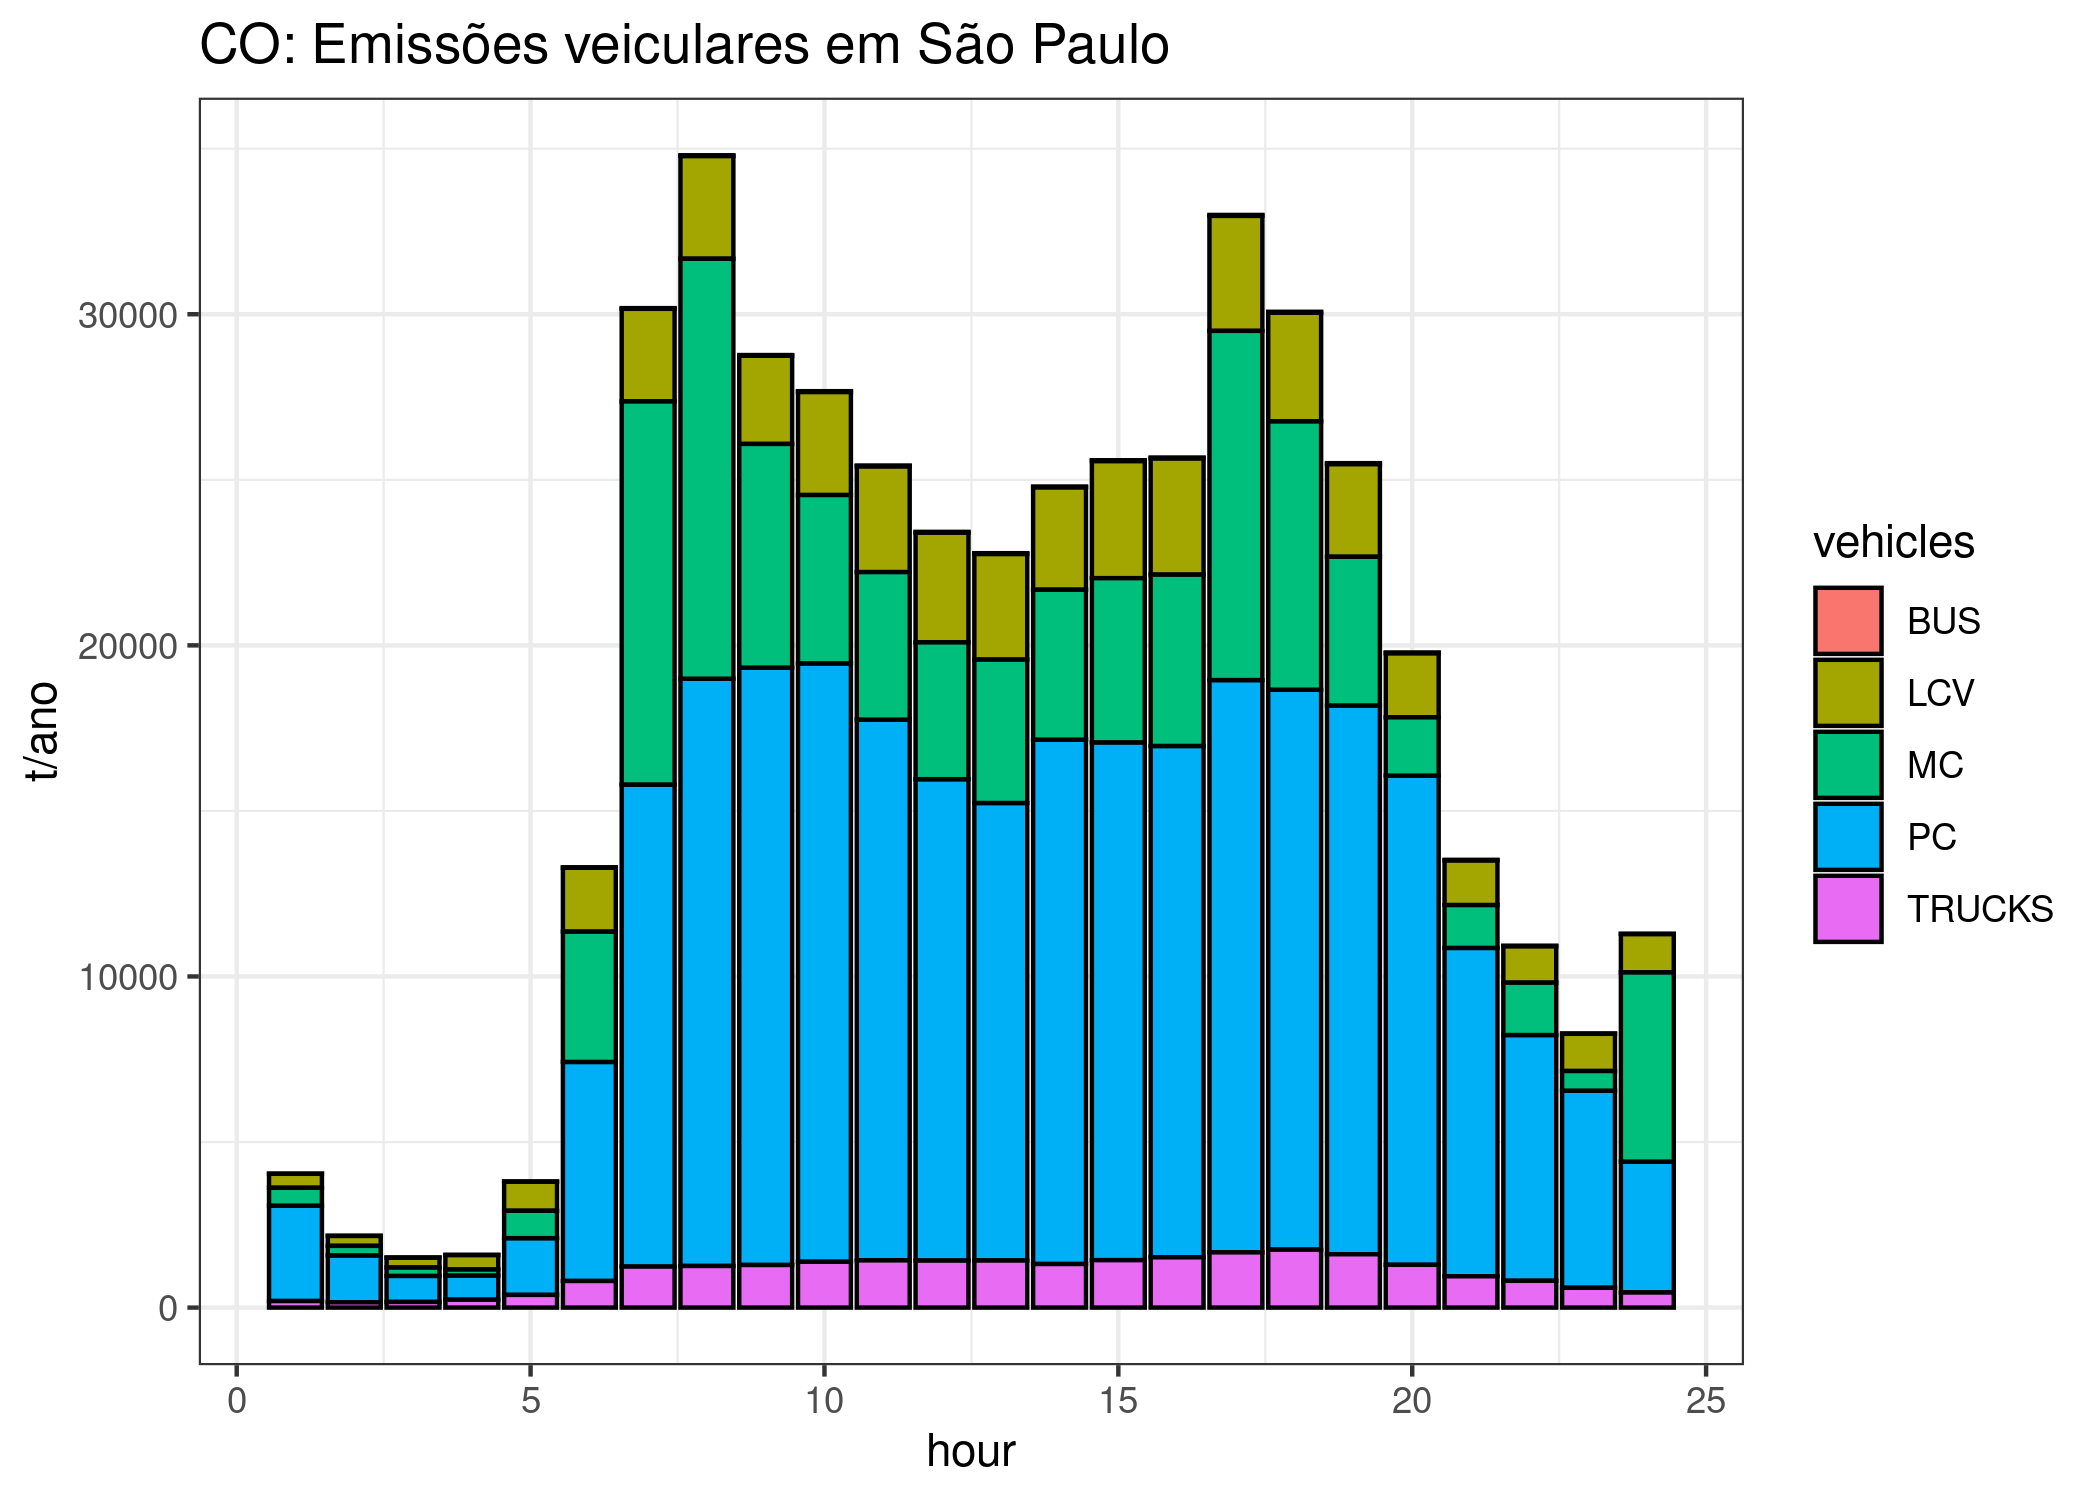 CO: Emissões veiculares em São Paulo
t/ano
30000
20000
10000
0
0 5 10 15 20 25
hour
vehicles
BUS
LCV
MC
PC
TRUCKS